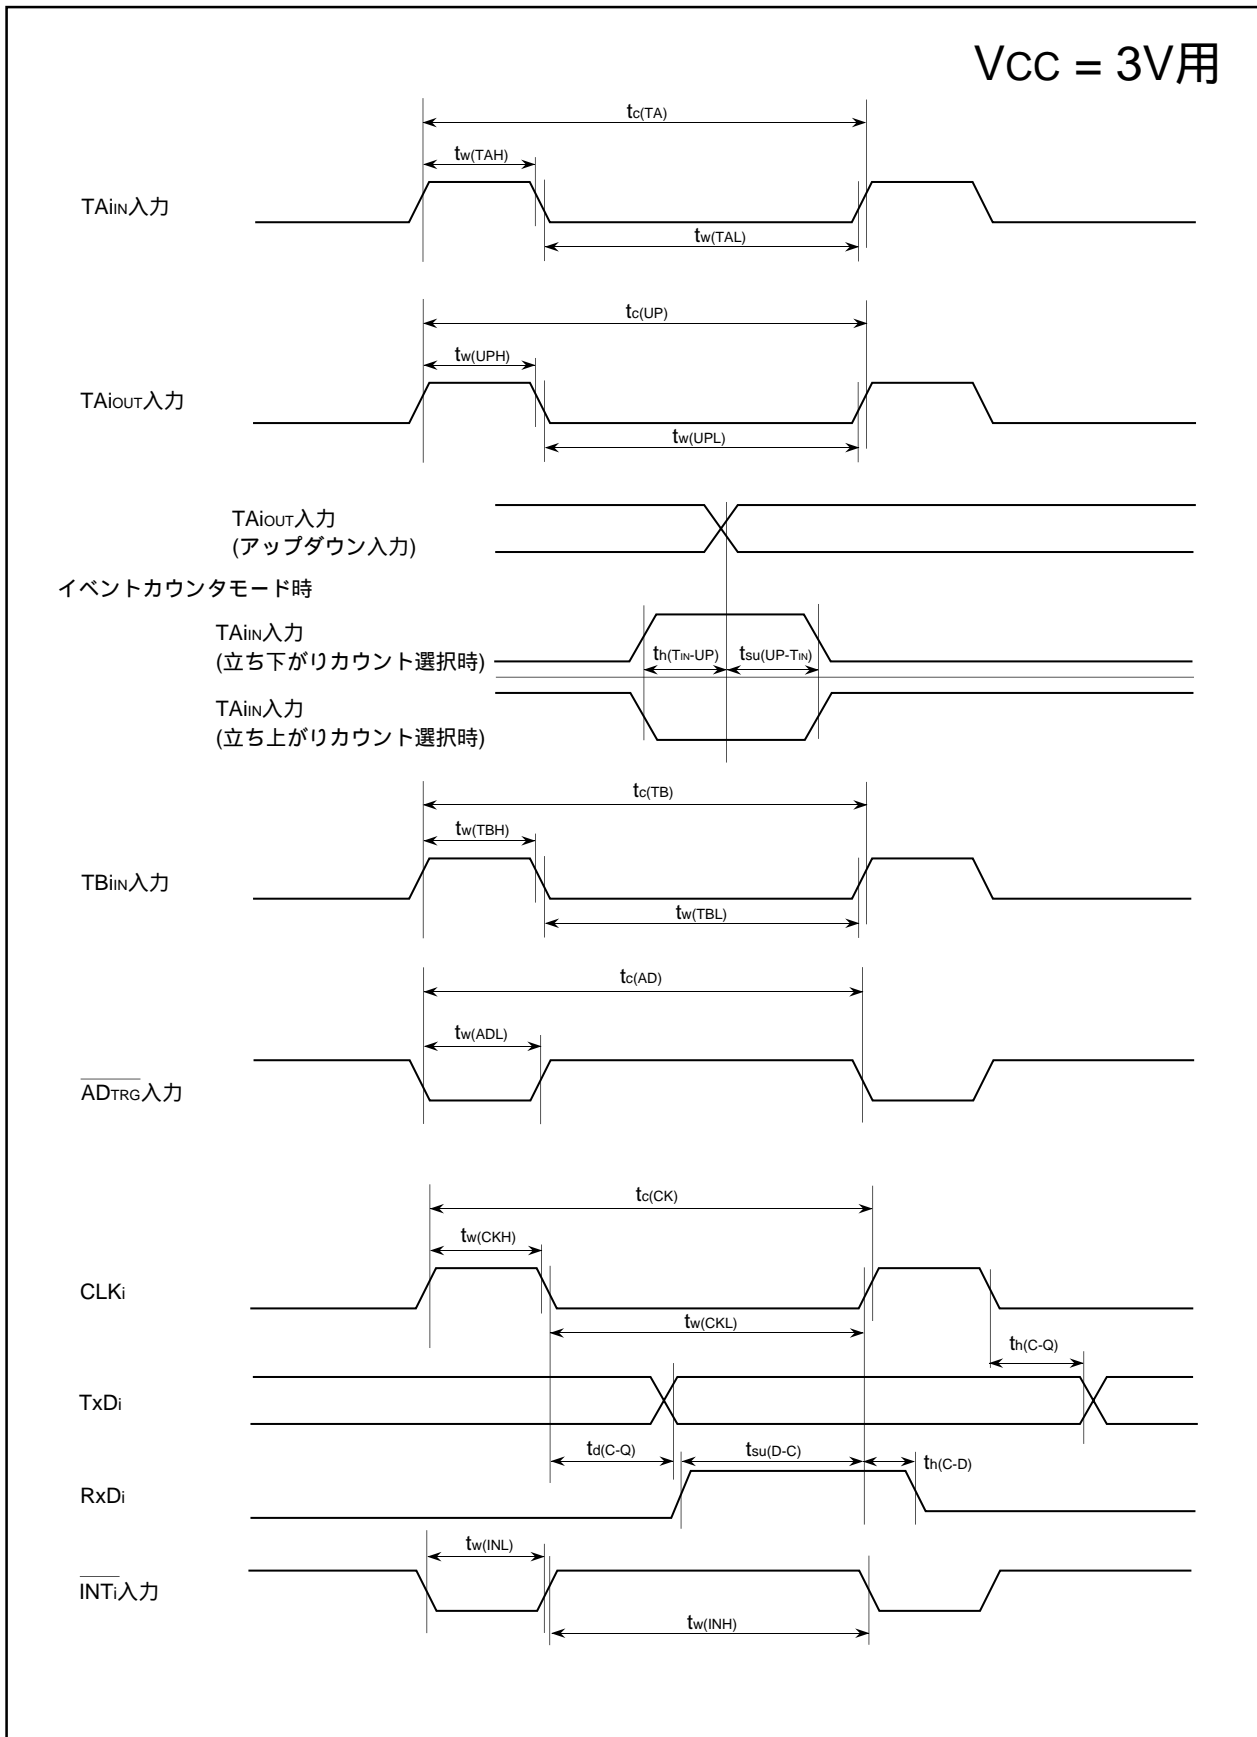 VCC = 3V用
tc(TA)
tw(TAH)
TAiIN入力
tw(TAL)
tc(UP)
tw(UPH)
TAiOUT入力
tw(UPL)
TAiOUT入力
(アップダウン入力)
イベントカウンタモード時
TAiIN入力
(立ち下がりカウント選択時)
th(TIN-UP)
tsu(UP-TIN)
TAiIN入力
(立ち上がりカウント選択時)
tc(TB)
tw(TBH)
TBiIN入力
tw(TBL)
tc(AD)
tw(ADL)
ADTRG入力
tc(CK)
tw(CKH)
CLKi
tw(CKL)
th(C-Q)
TxDi
td(C-Q)
tsu(D-C)
th(C-D)
RxDi
tw(INL)
INTi入力
tw(INH)